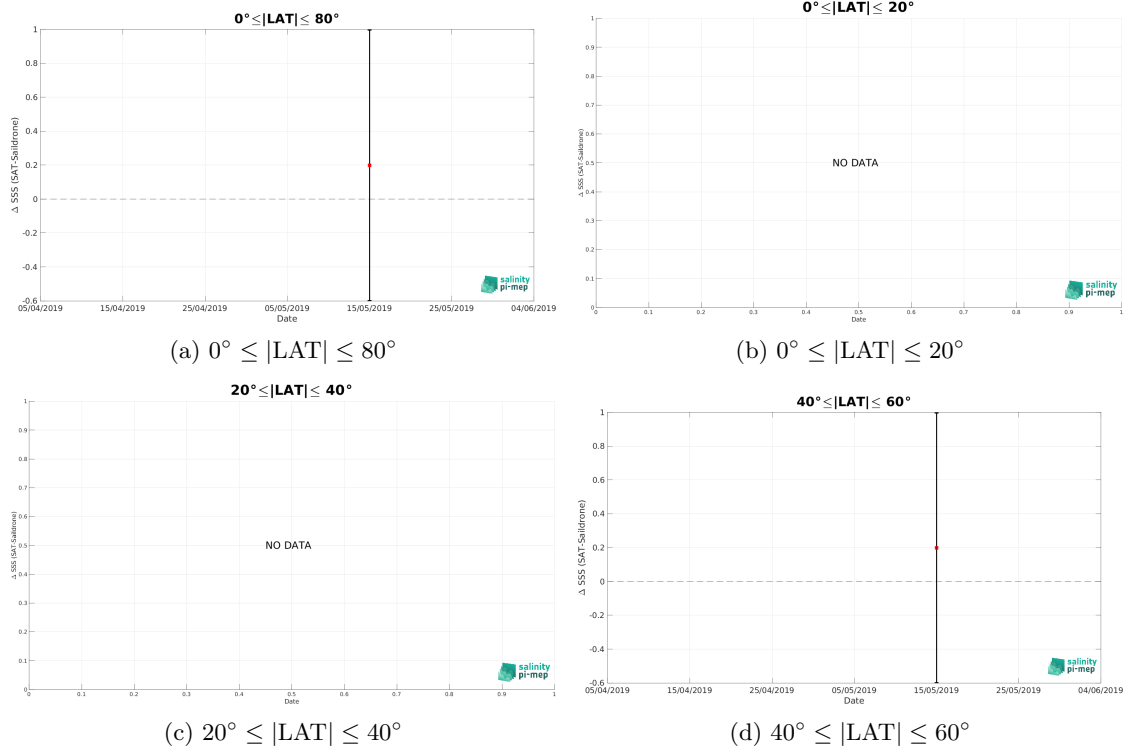 0°≤|LAT|≤ 80°
Δ SSS (SAT-Saildrone)
1
0.8
0.6
0.4
0.2
0
-0.2
-0.4
-0.6
05/04/2019 15/04/2019 25/04/2019 05/05/2019 15/05/2019 25/05/2019 04/06/2019
Date
salinity
pi-mep
(a) 0° ≤ |LAT| ≤ 80°
0°≤|LAT|≤ 20°
Δ SSS (SAT-Saildrone)
1
0.9
0.8
0.7
0.6
0.5
0.4
0.3
0.2
0.1
0
NO DATA
0 0.1 0.2 0.3 0.4 0.5 0.6 0.7 0.8 0.9 1
Date
salinity
pi-mep
(b) 0° ≤ |LAT| ≤ 20°
20°≤|LAT|≤ 40°
Δ SSS (SAT-Saildrone)
1
0.9
0.8
0.7
0.6
0.5
0.4
0.3
0.2
0.1
0
NO DATA
0 0.1 0.2 0.3 0.4 0.5 0.6 0.7 0.8 0.9 1
Date
salinity
pi-mep
(c) 20° ≤ |LAT| ≤ 40°
40°≤|LAT|≤ 60°
Δ SSS (SAT-Saildrone)
1
0.8
0.6
0.4
0.2
0
-0.2
-0.4
-0.6
05/04/2019 15/04/2019 25/04/2019 05/05/2019 15/05/2019 25/05/2019 04/06/2019
Date
salinity
pi-mep
(d) 40° ≤ |LAT| ≤ 60°